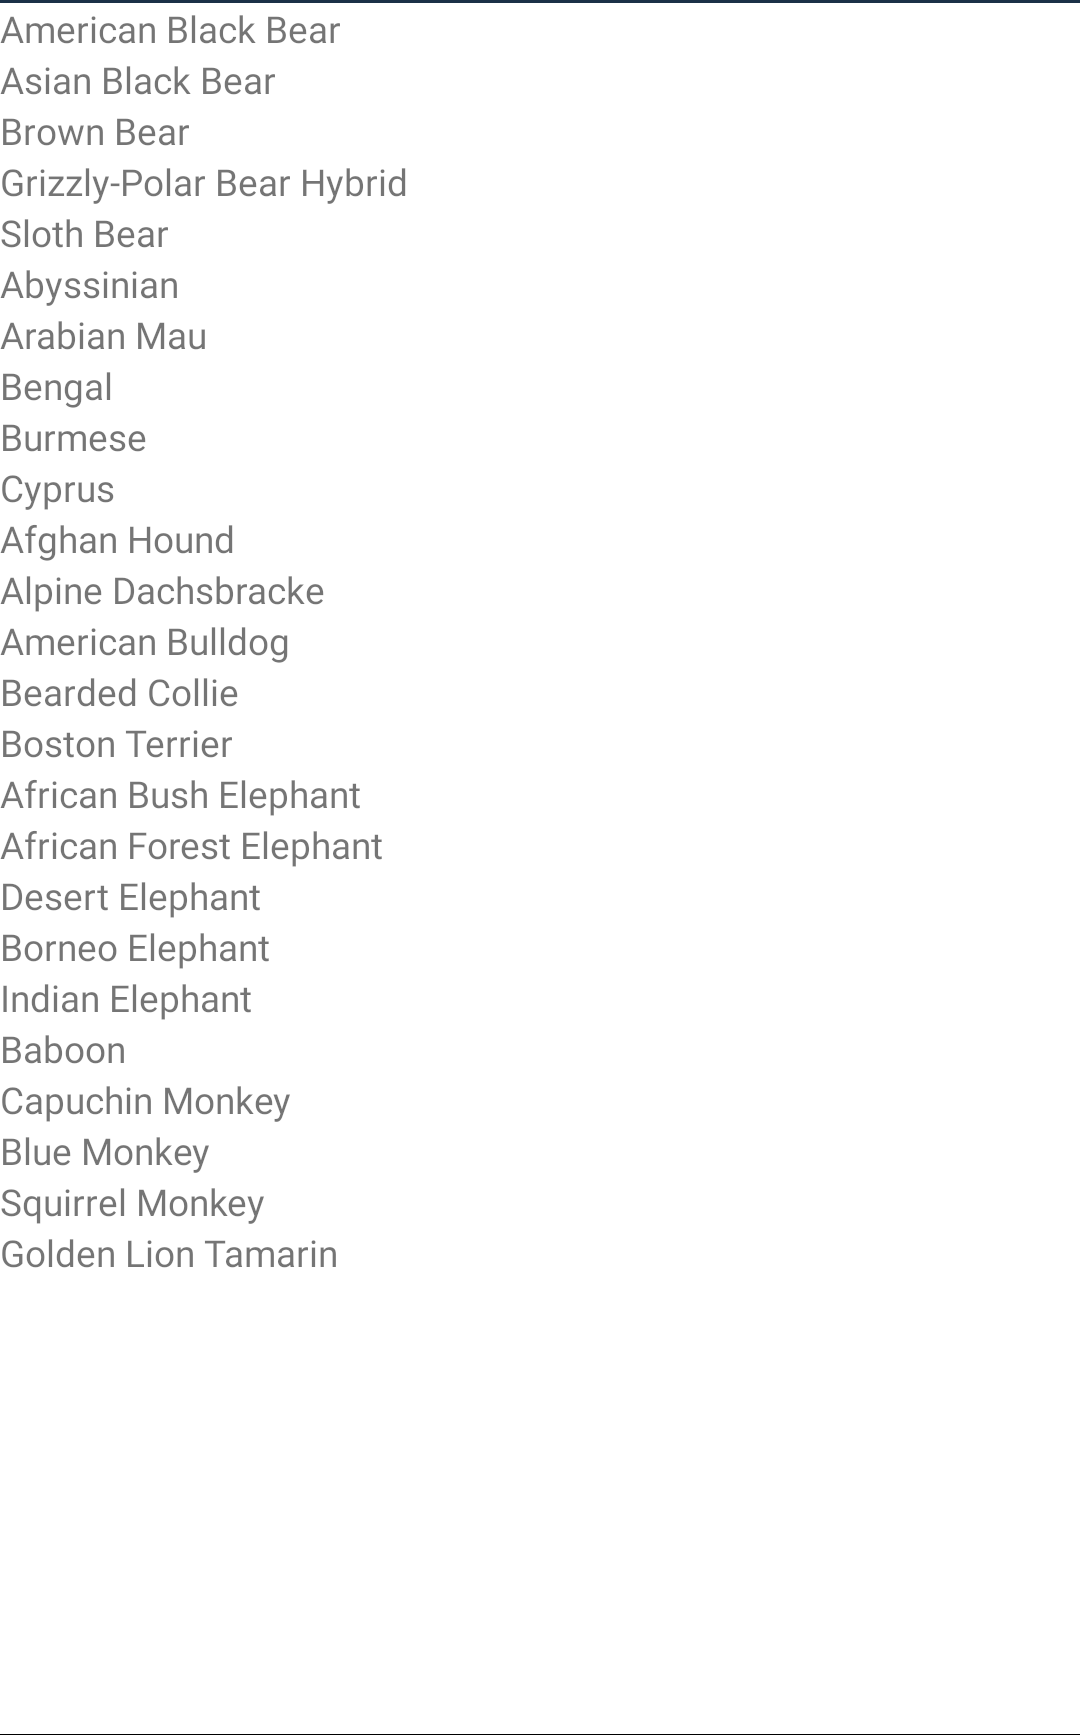 American Black Bear
Asian Black Bear
Brown Bear
Grizzly-Polar Bear Hybrid
Sloth Bear
Abyssinian
Arabian Mau
Bengal
Burmese
Cyprus
Afghan Hound
Alpine Dachsbracke
American Bulldog
Bearded Collie
Boston Terrier
African Bush Elephant
African Forest Elephant
Desert Elephant
Borneo Elephant
Indian Elephant
Baboon
Capuchin Monkey
Blue Monkey
Squirrel Monkey
Golden Lion Tamarin